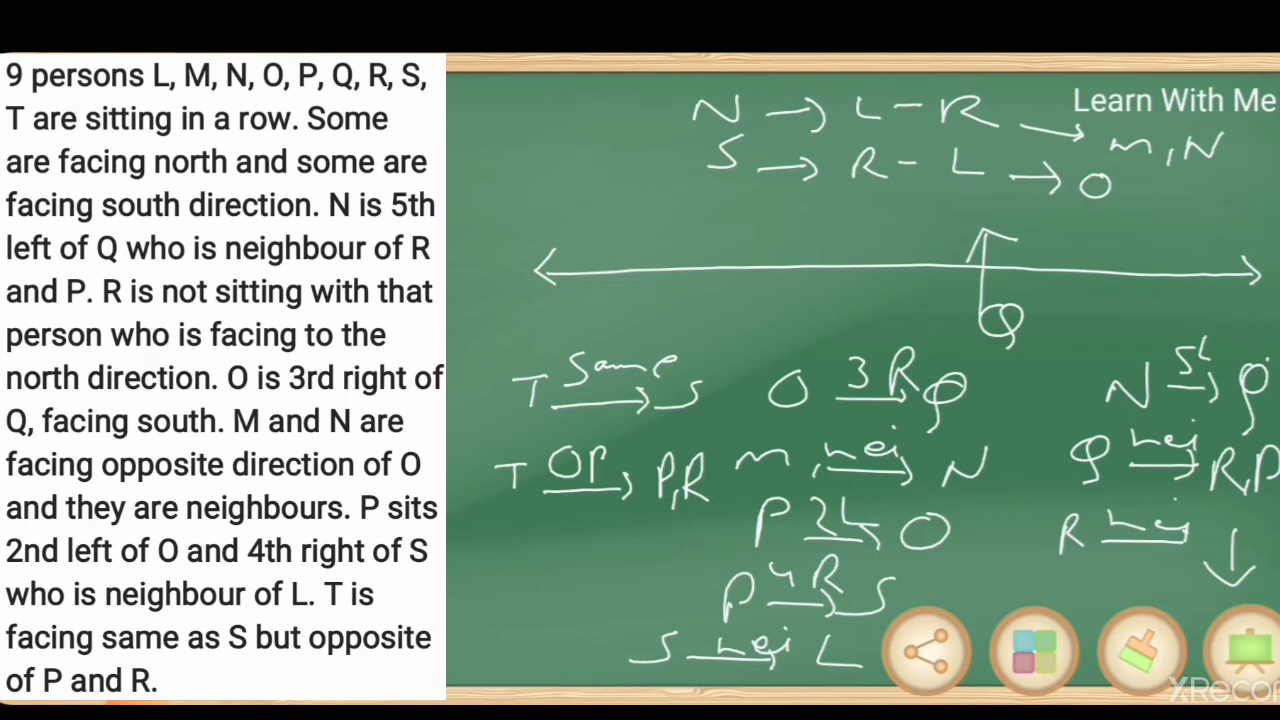 9 persons L, M, N, O, P, Q, R, S,
T are sitting in a row. Some
are facing north and some are
facing south direction. N is 5th
left of Q who is neighbour of R
and P. R is not sitting with that
person who is facing to the
north direction. O is 3rd right of
Q, facing south. M and N are
facing opposite direction of O
and they are neighbours. P sits
2nd left of O and 4th right of S
who is neighbour of L. T is
facing same as S but opposite
of P and R.
Learn With Me
N → L - R → M, N
S → R - L → O
Q
T Same → S O 3R → Q N 5L → Q
T OP → P, R M nei → N Q nei → R, P
P 2L → O R nei → ↓
P 4R → S
S nei → L
XRecor